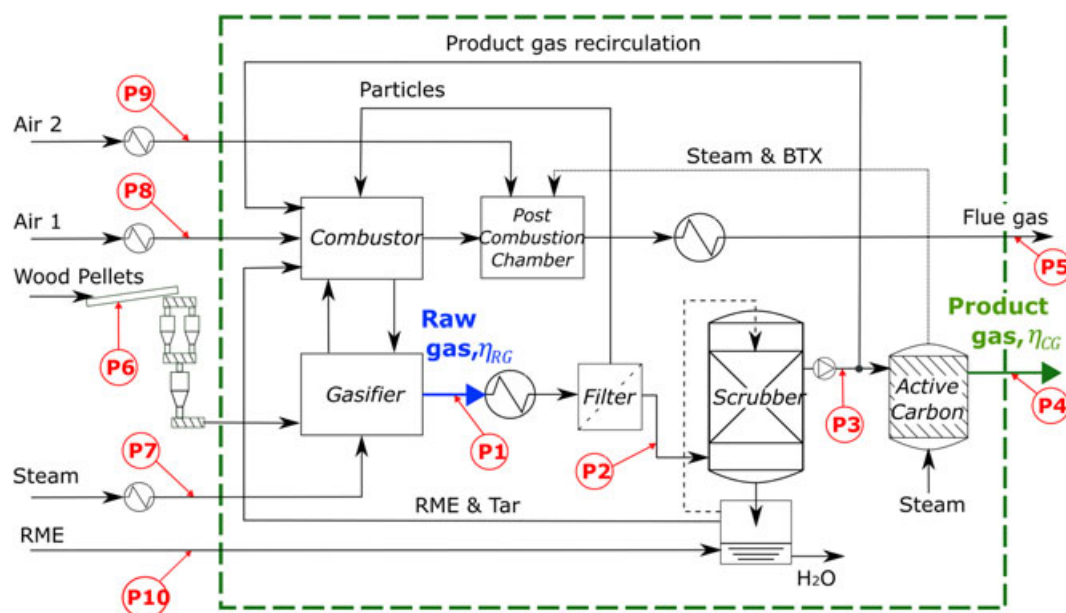 Product gas recirculation
Particles
P9
Air 2
Steam & BTX
P8
Air 1
Combustor
Post
Combustion
Chamber
Flue gas
P5
Wood Pellets
P6
Raw
gas,ηRG
Product
gas,ηCG
Gasifier
Filter
Scrubber
Active
Carbon
P1
P2
P3
P4
P7
Steam
RME & Tar
Steam
RME
P10
H₂O